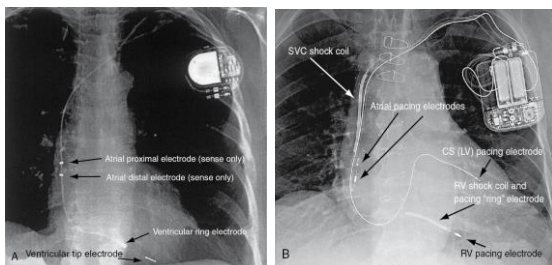 Atrial proximal electrode (sense only)
Atrial distal electrode (sense only)
Ventricular ring electrode
Ventricular tip electrode
A
SVC shock coil
Atrial pacing electrodes
CS (LV) pacing electrode
RV shock coil and
pacing "ring" electrode
RV pacing electrode
B